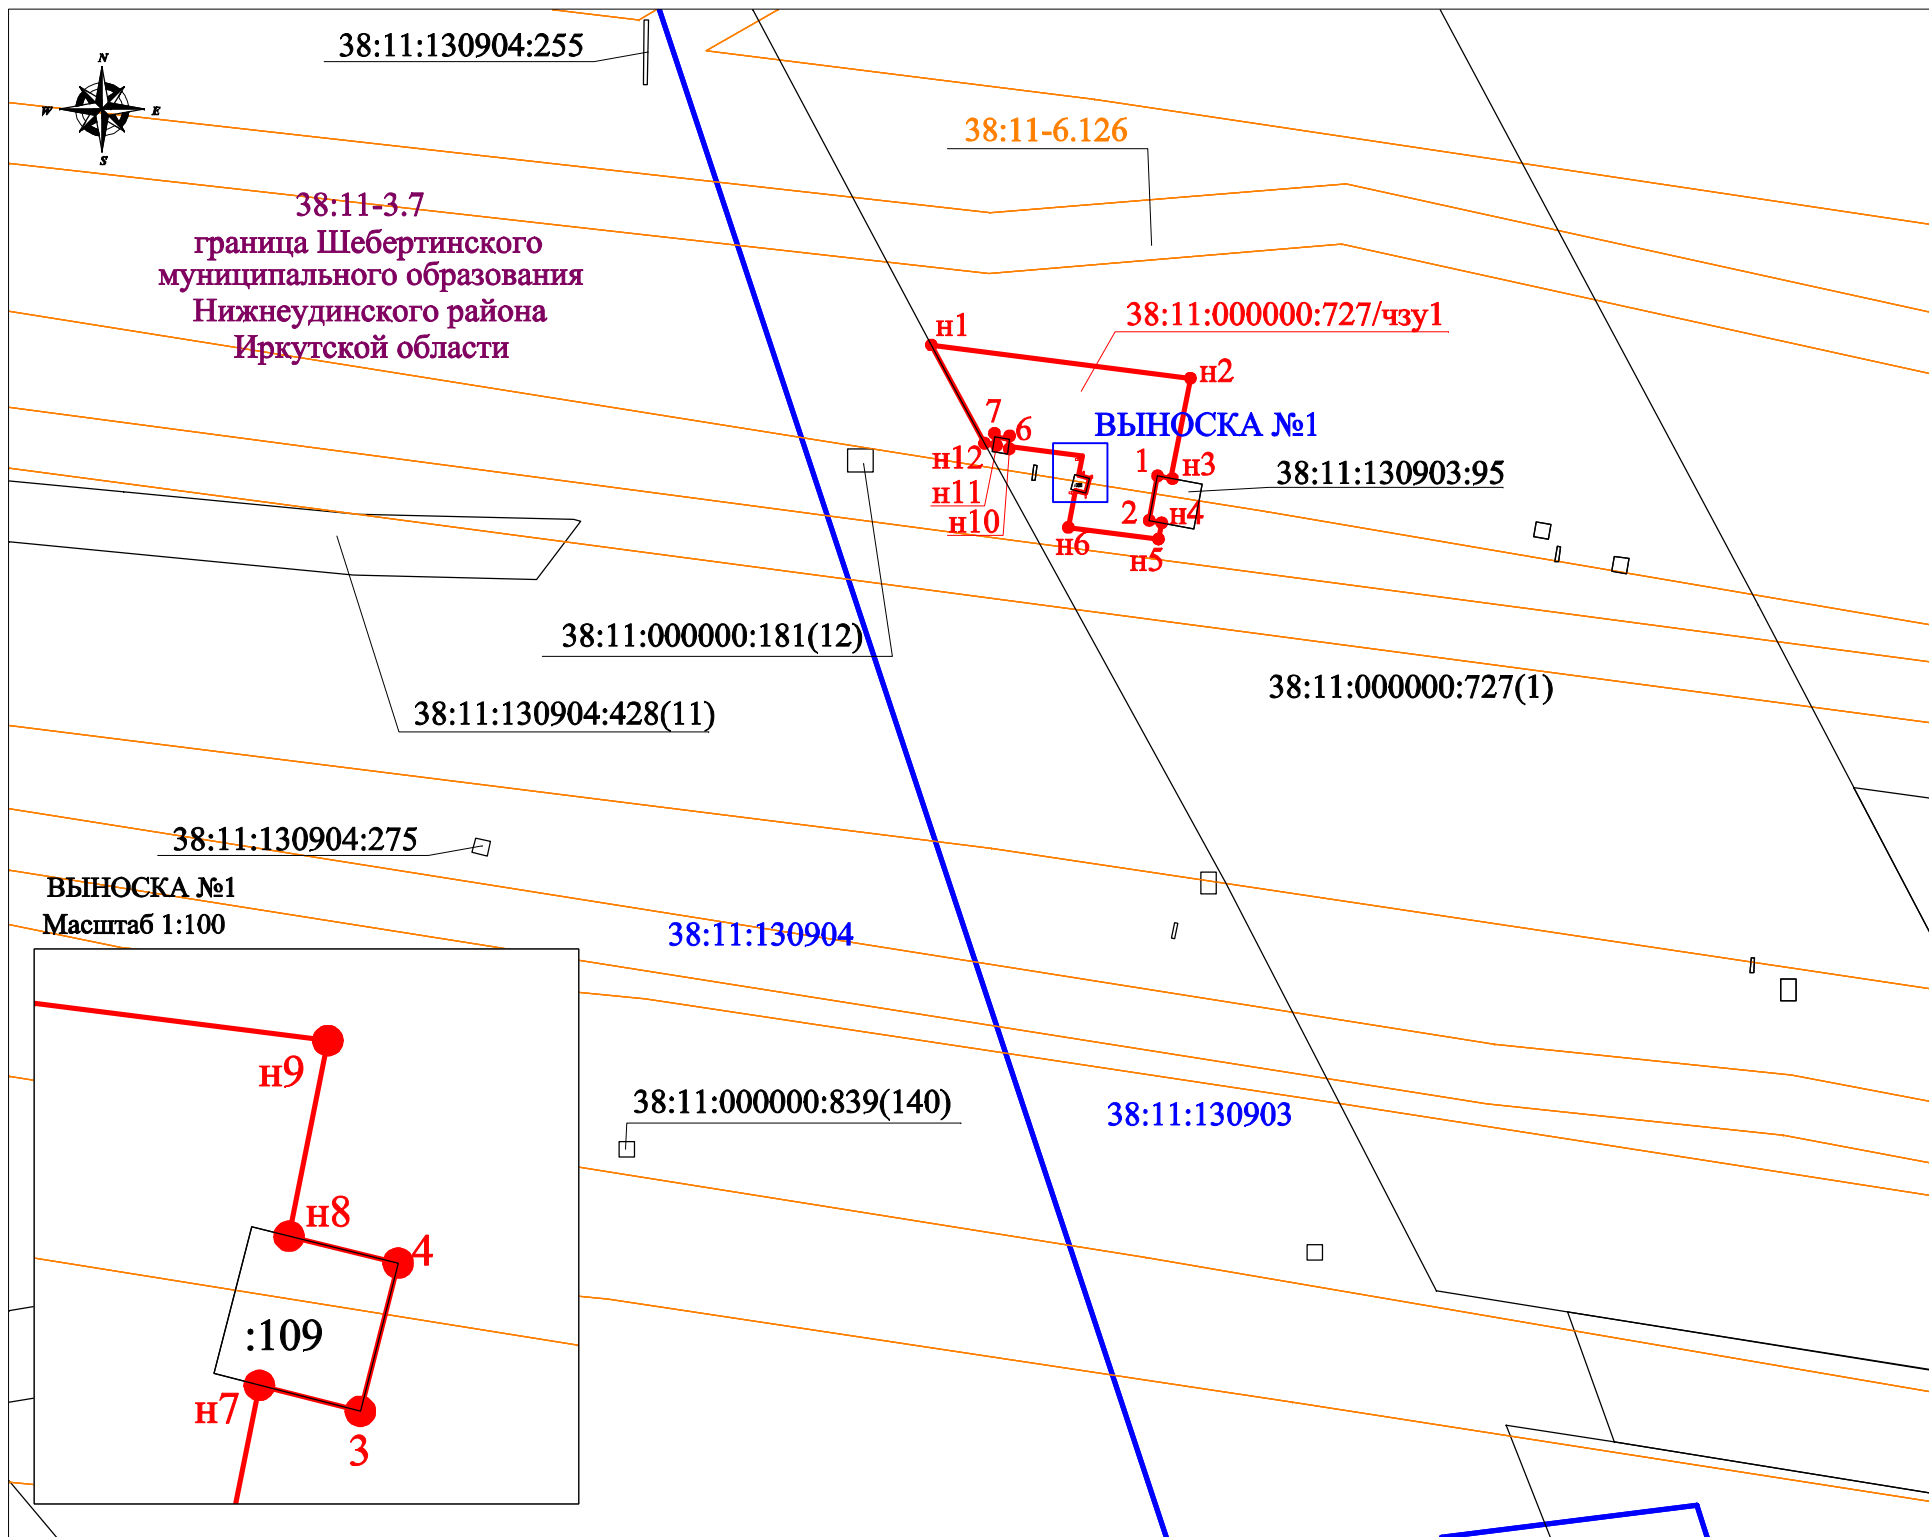 38:11:130904:255
N
W
E
S
38:11-6.126
38:11-3.7
граница Шебертинского
муниципального образования
Нижнеудинского района
Иркутской области
38:11:000000:727/чзу1
н1
н2
7
6
ВЫНОСКА №1
н12
1
н3
38:11:130903:95
н11
н10
2
н4
н6
н5
38:11:000000:181(12)
38:11:000000:727(1)
38:11:130904:428(11)
38:11:130904:275
ВЫНОСКА №1
Масштаб 1:100
38:11:130904
н9
38:11:000000:839(140)
38:11:130903
н8
4
:109
н7
3